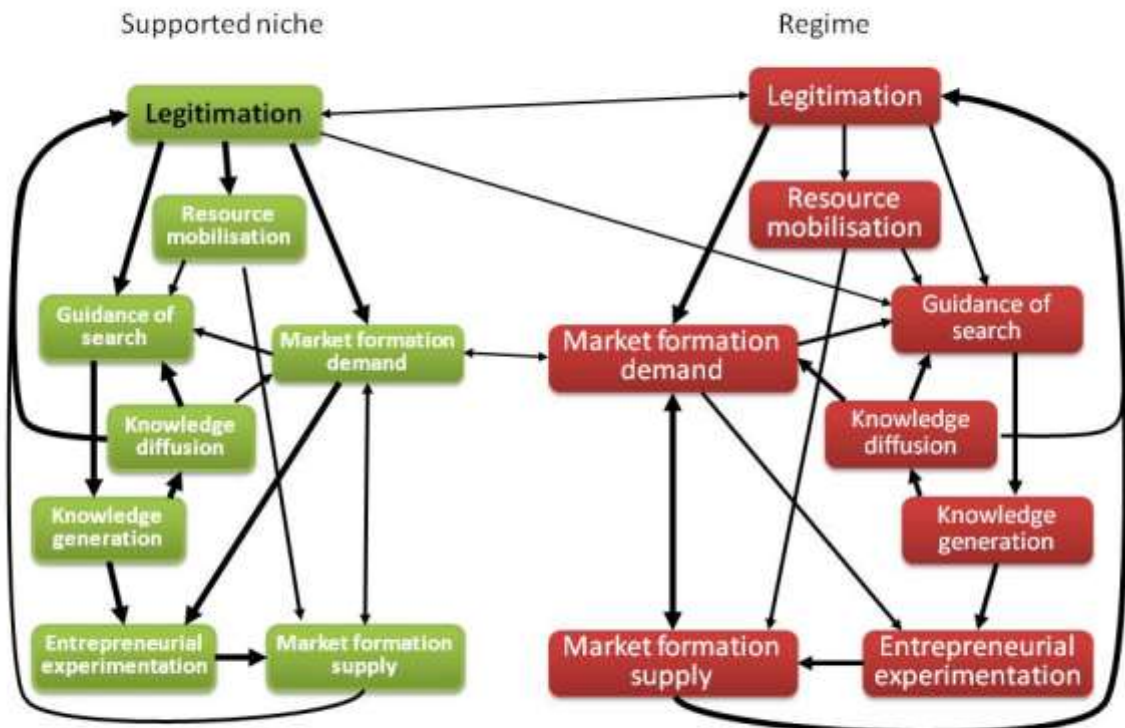 Supported niche
Regime
Legitimation
Resource
mobilisation
Guidance of
search
Market formation
demand
Knowledge
diffusion
Knowledge
generation
Entrepreneurial
experimentation
Market formation
supply
Legitimation
Resource
mobilisation
Guidance of
search
Market formation
demand
Knowledge
diffusion
Knowledge
generation
Market formation
supply
Entrepreneurial
experimentation